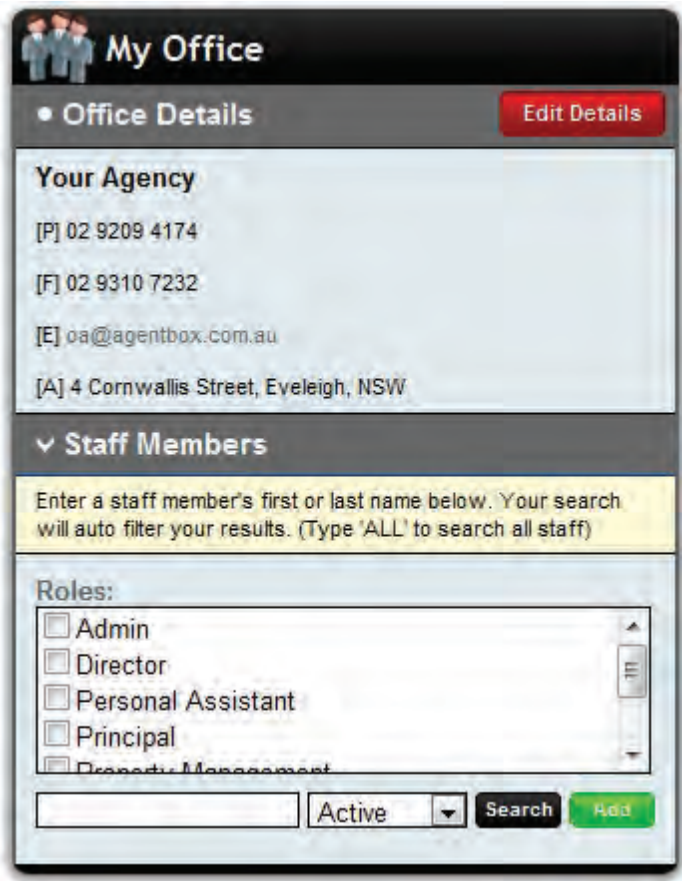 My Office
Office Details
Edit Details
Your Agency
[P] 02 9209 4174
[F] 02 9310 7232
[E] oa@agentbox.com.au
[A] 4 Cornwallis Street, Eveleigh, NSW
Staff Members
Enter a staff member's first or last name below. Your search
will auto filter your results. (Type 'ALL' to search all staff)
Roles:
Admin
Director
Personal Assistant
Principal
Property Management
Active
Search
Add